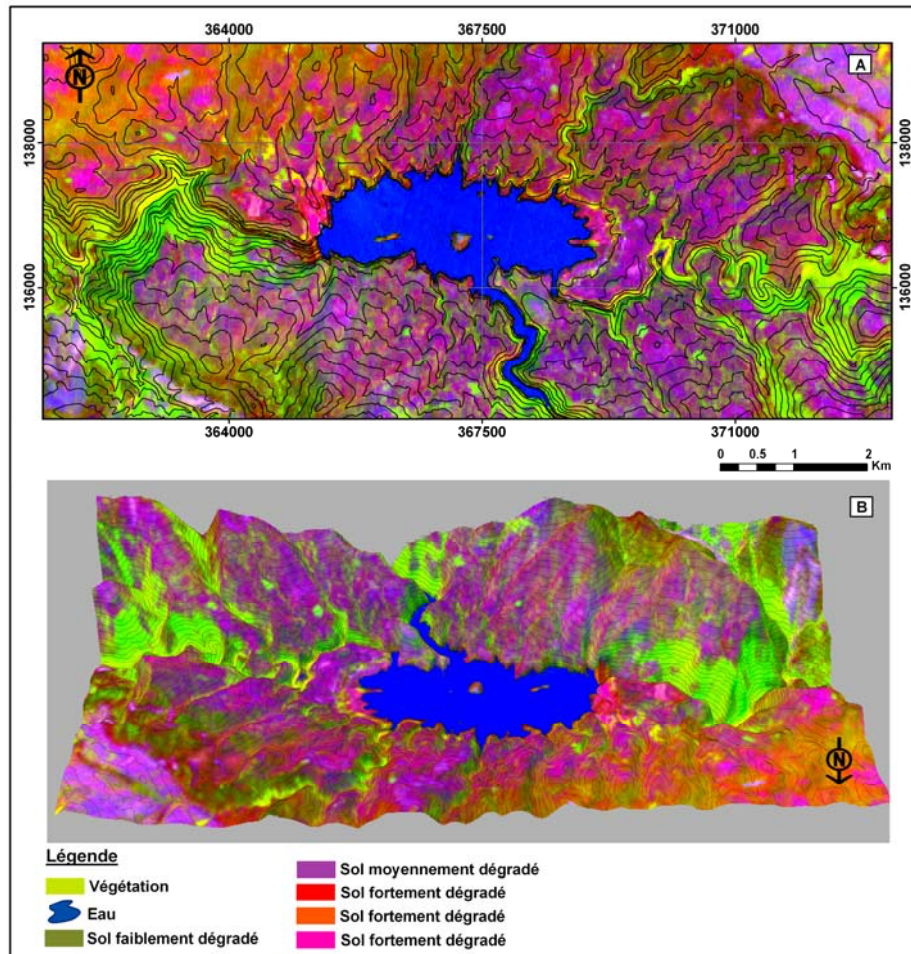 364000 367500 371000
A
N
138000 138000
136000 136000
364000 367500 371000
0 0.5 1 2
Km
B
N
Légende
Végétation
Eau
Sol faiblement dégradé
Sol moyennement dégradé
Sol fortement dégradé
Sol fortement dégradé
Sol fortement dégradé